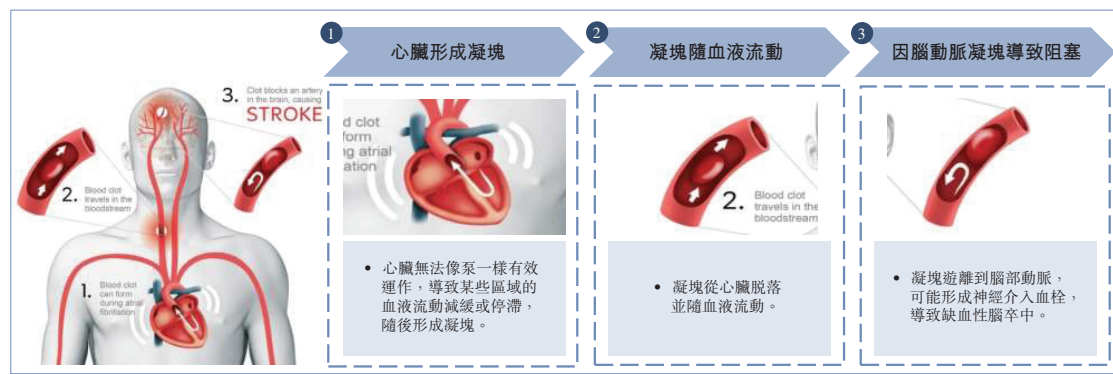 3. Clot blocks an artery
in the brain, causing
STROKE
2. Blood clot
travels in the
bloodstream
1. Blood clot
can form
during atrial
fibrillation
1 心臟形成凝塊
d clot
form
ng atrial
illation
• 心臟無法像泵一樣有效
運作，導致某些區域的
血液流動減緩或停滯，
隨後形成凝塊。
2 凝塊隨血液流動
2. Blood clot
travels in the
bloodstream
• 凝塊從心臟脱落
並隨血液流動。
3 因腦動脈凝塊導致阻塞
• 凝塊遊離到腦部動脈，
可能形成神經介入血栓，
導致缺血性腦卒中。